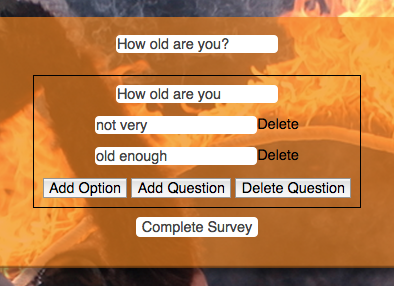 How old are you?
How old are you
not very Delete
old enough Delete
Add Option Add Question Delete Question
Complete Survey